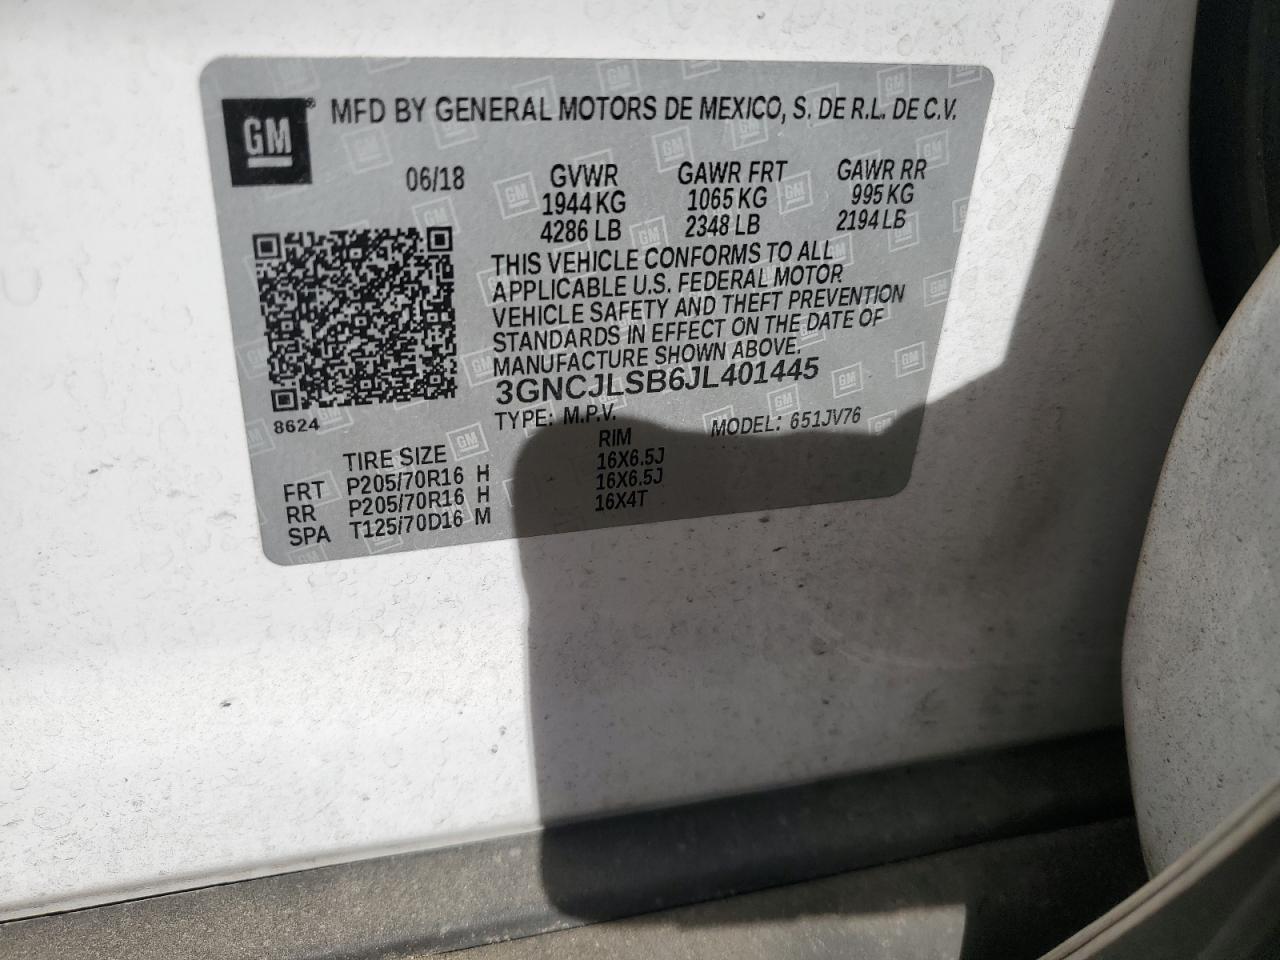 GM® MFD BY GENERAL MOTORS DE MEXICO, S. DE R.L. DE C.V.
06/18 GVWR GAWR FRT GAWR RR
1944 KG 1065 KG 995 KG
4286 LB 2348 LB 2194 LB
THIS VEHICLE CONFORMS TO ALL
APPLICABLE U.S. FEDERAL MOTOR
VEHICLE SAFETY AND THEFT PREVENTION
STANDARDS IN EFFECT ON THE DATE OF
MANUFACTURE SHOWN ABOVE.
3GNCJLSB6JL401445
8624 TYPE: M.P.V. MODEL: 651JV76
TIRE SIZE RIM
FRT P205/70R16 H 16X6.5J
RR P205/70R16 H 16X6.5J
SPA T125/70D16 M 16X4T